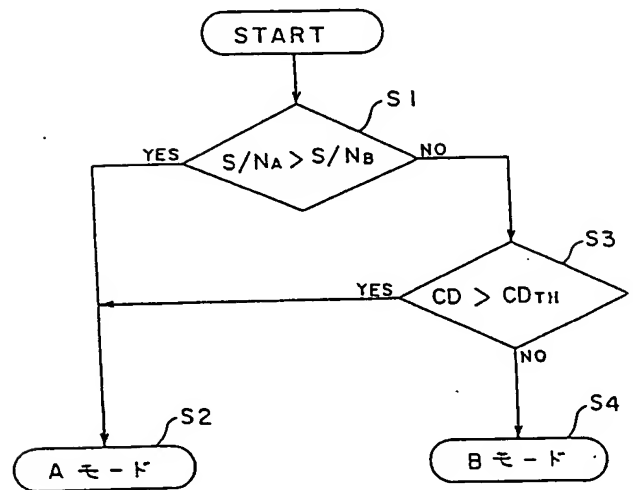 START
S1
YES
S/NA > S/NB
NO
S3
YES
CD > CDTH
NO
S2
A モード
S4
B モード